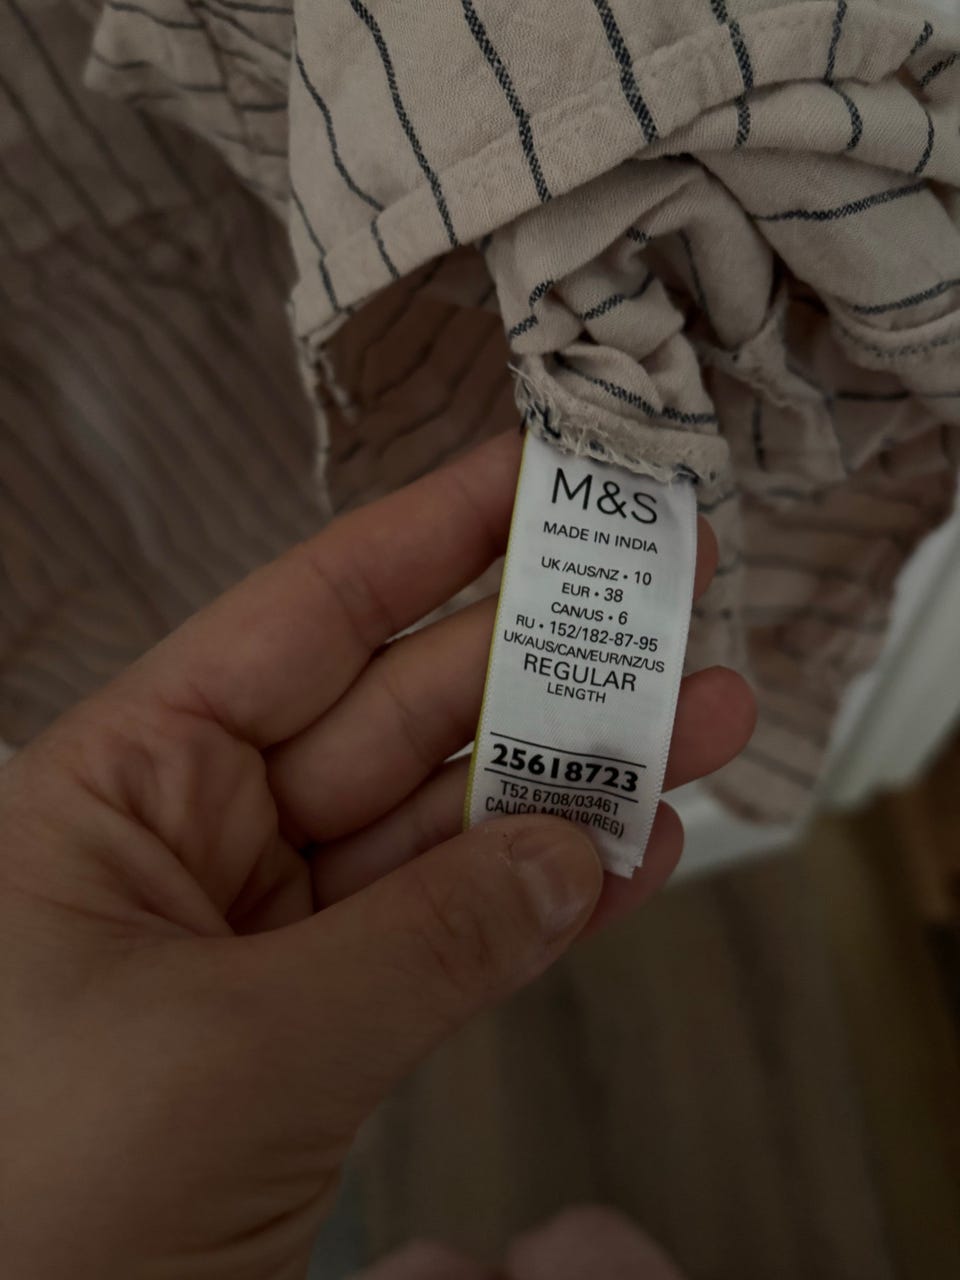 M&S
MADE IN INDIA
UK/AUS/NZ • 10
EUR • 38
CAN/US • 6
RU • 152/182-87-95
UK/AUS/CAN/EUR/NZ/US
REGULAR
LENGTH
25618723
T52 6708/03461
CALICO MIX(10/REG)